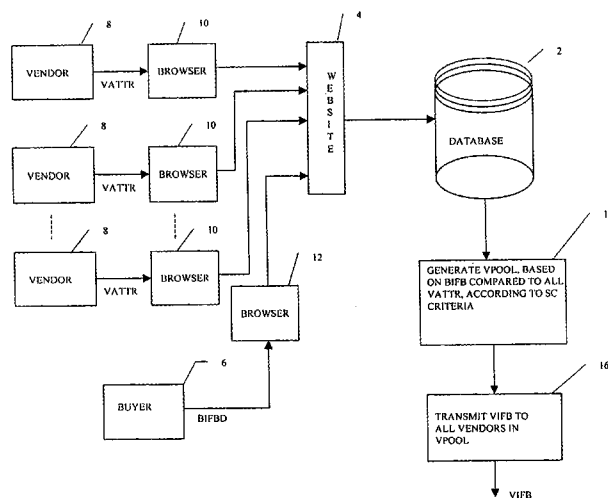 8
10
4
2
VENDOR
VATTR
BROWSER
WEBSITE
DATABASE
8
10
VENDOR
VATTR
BROWSER
8
10
VENDOR
VATTR
BROWSER
12
BROWSER
6
BUYER
BIFBD
1
GENERATE VPOOL, BASED
ON BIFB COMPARED TO ALL
VATTR, ACCORDING TO SC
CRITERIA
16
TRANSMIT VIFB TO
ALL VENDORS IN
VPOOL
VIFB